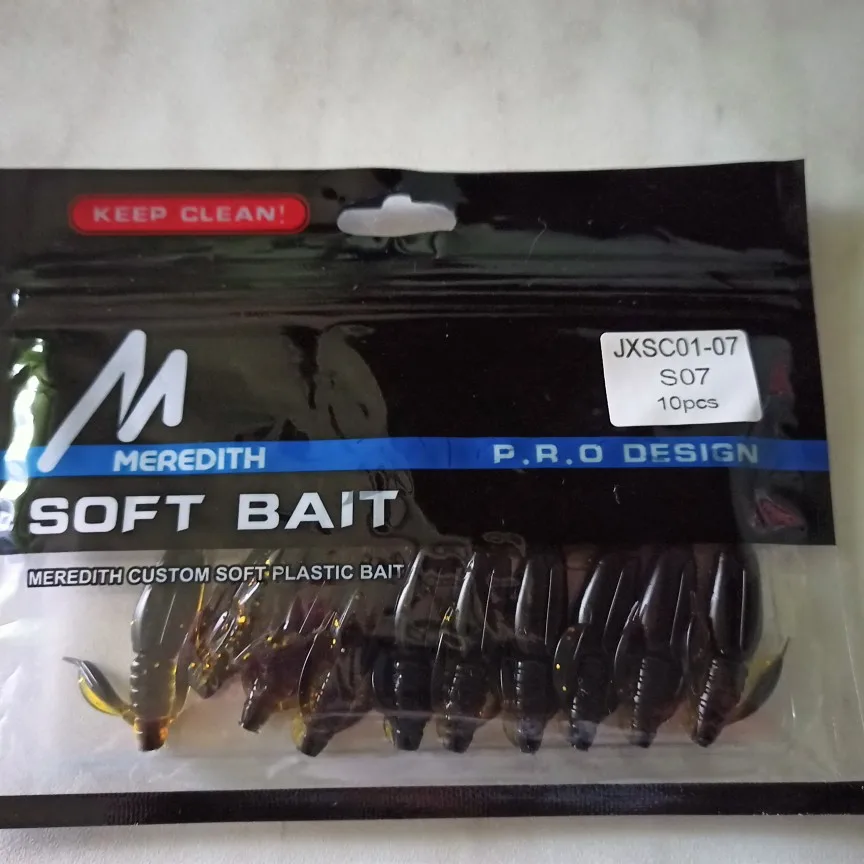 KEEP CLEAN!
JXSC01-07
S07
10pcs
MEREDITH
P.R.O DESIGN
SOFT BAIT
MEREDITH CUSTOM SOFT PLASTIC BAIT